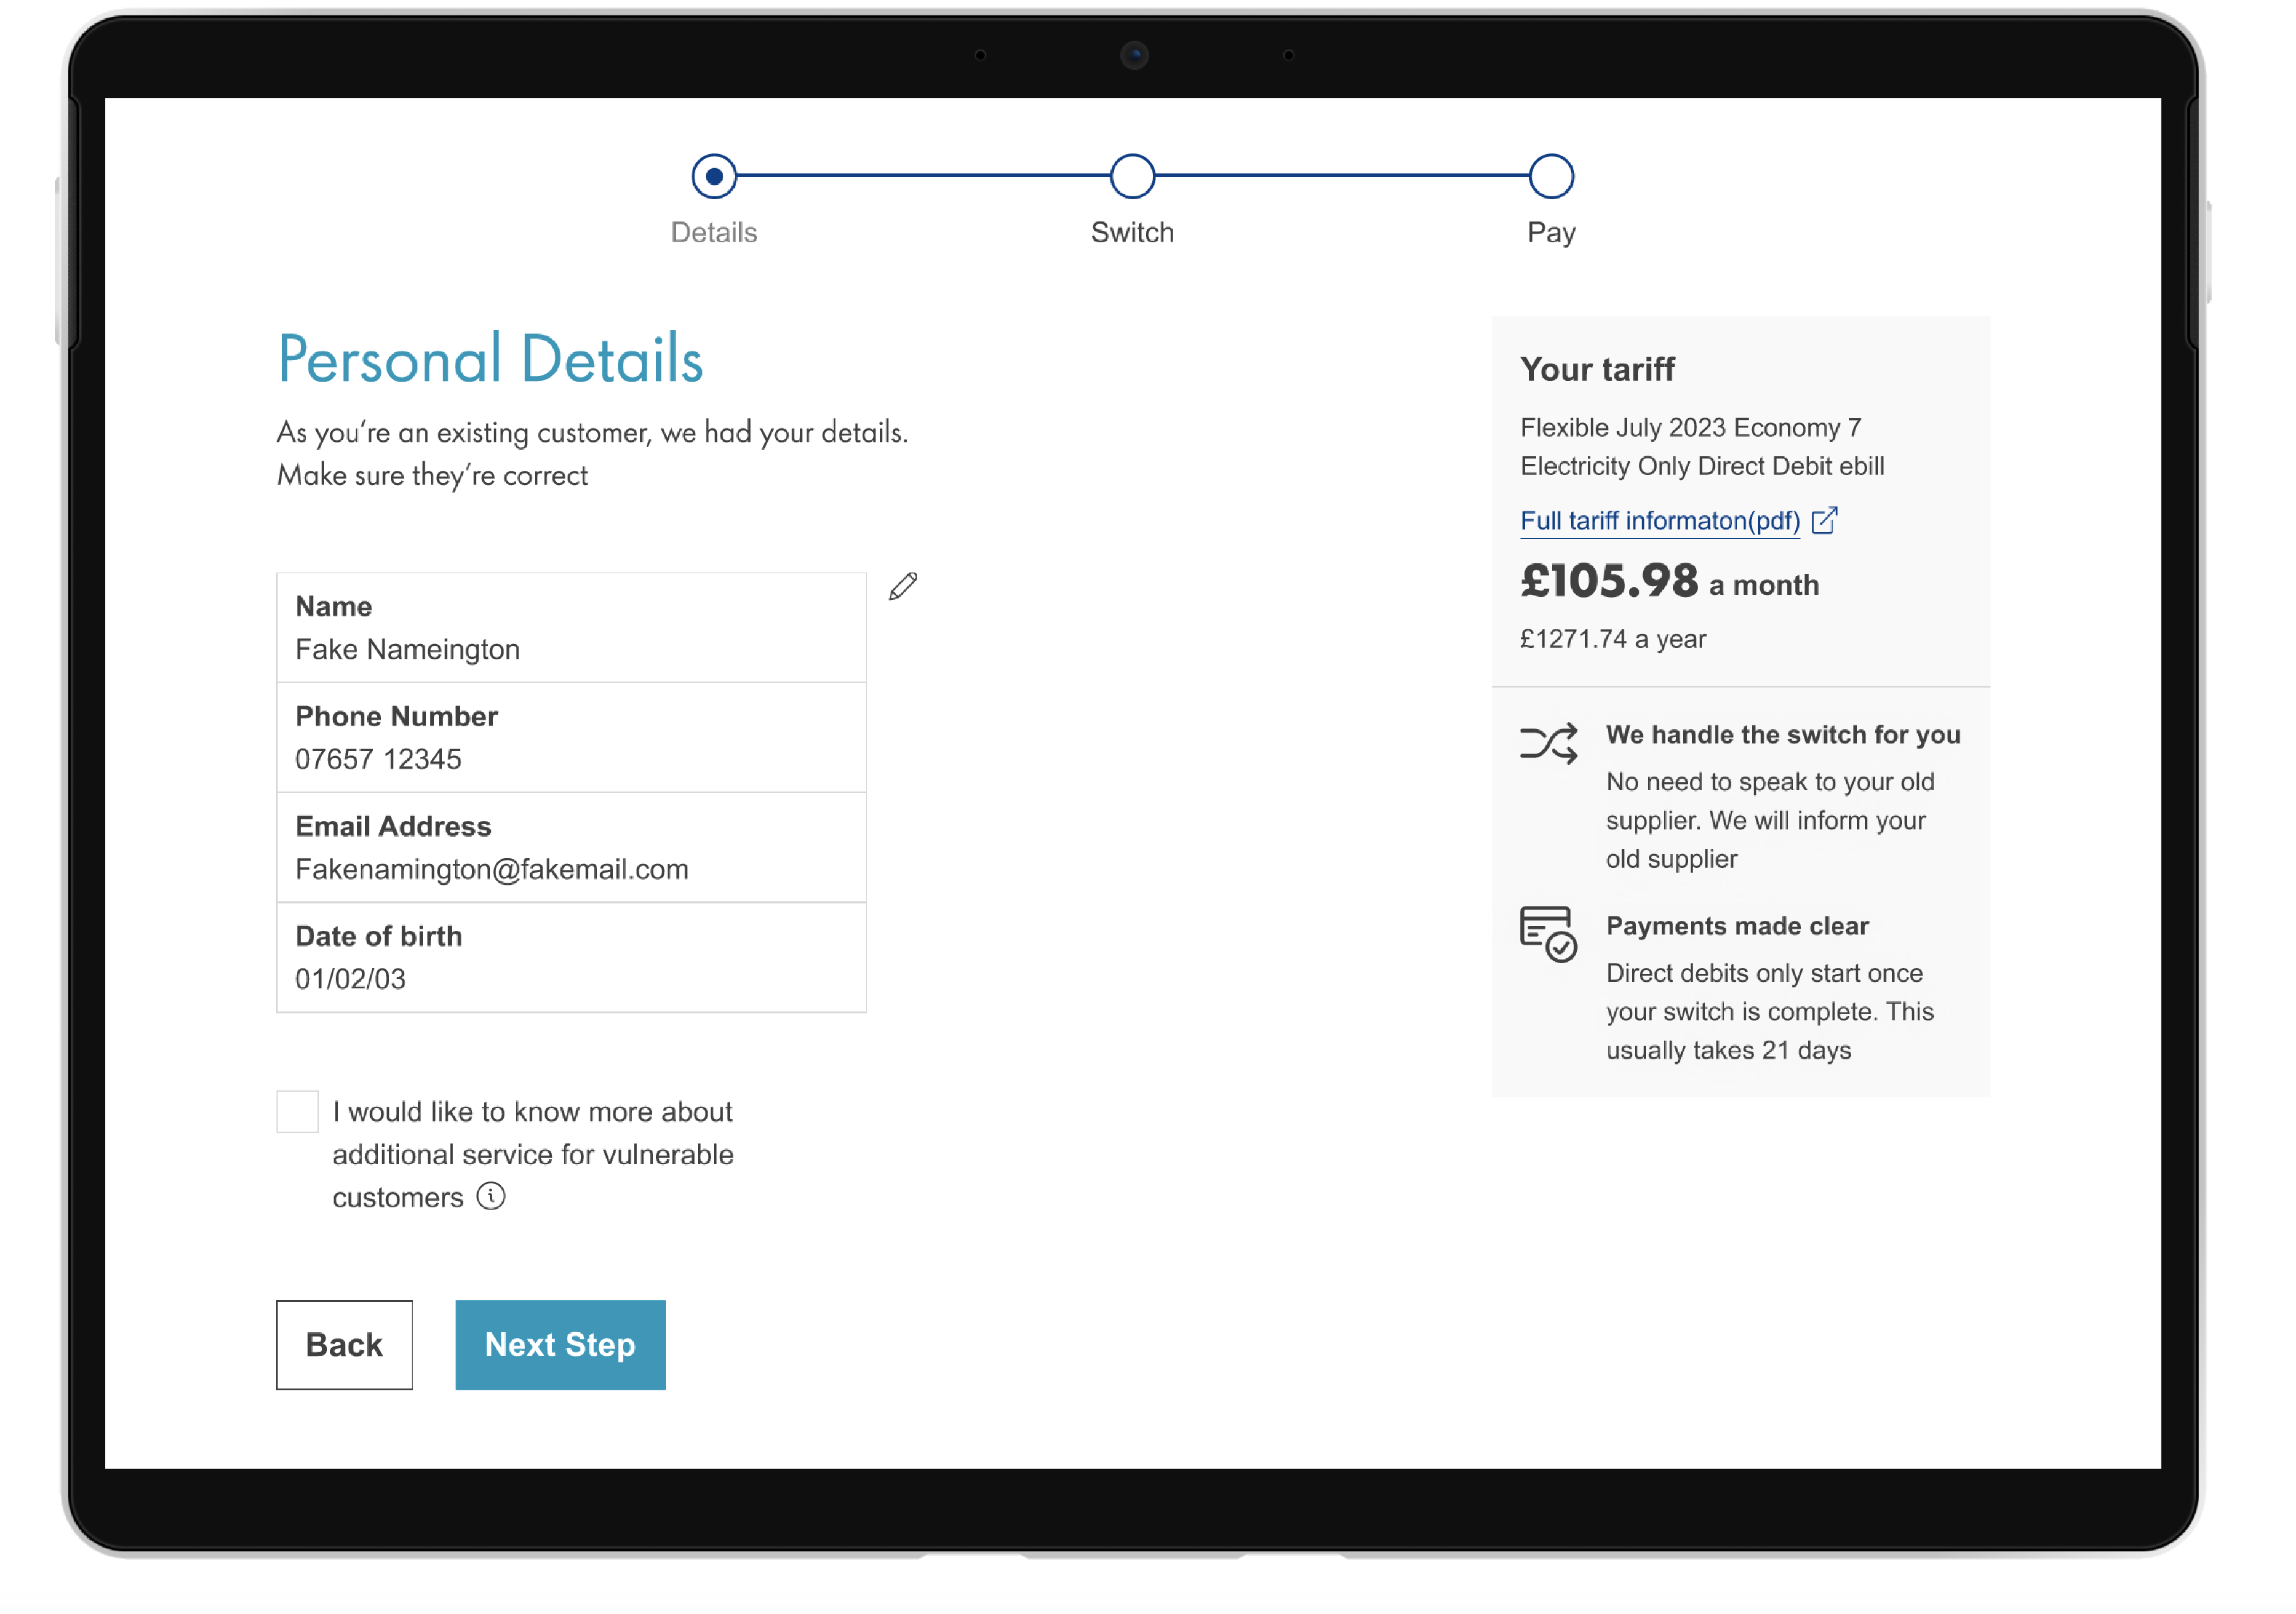 Details
Switch
Pay
Personal Details
As you’re an existing customer, we had your details.
Make sure they’re correct
Name
Fake Nameington
Phone Number
07657 12345
Email Address
Fakenamington@fakemail.com
Date of birth
01/02/03
I would like to know more about
additional service for vulnerable
customers
Back
Next Step
Your tariff
Flexible July 2023 Economy 7
Electricity Only Direct Debit ebill
Full tariff informaton(pdf)
£105.98 a month
£1271.74 a year
We handle the switch for you
No need to speak to your old
supplier. We will inform your
old supplier
Payments made clear
Direct debits only start once
your switch is complete. This
usually takes 21 days